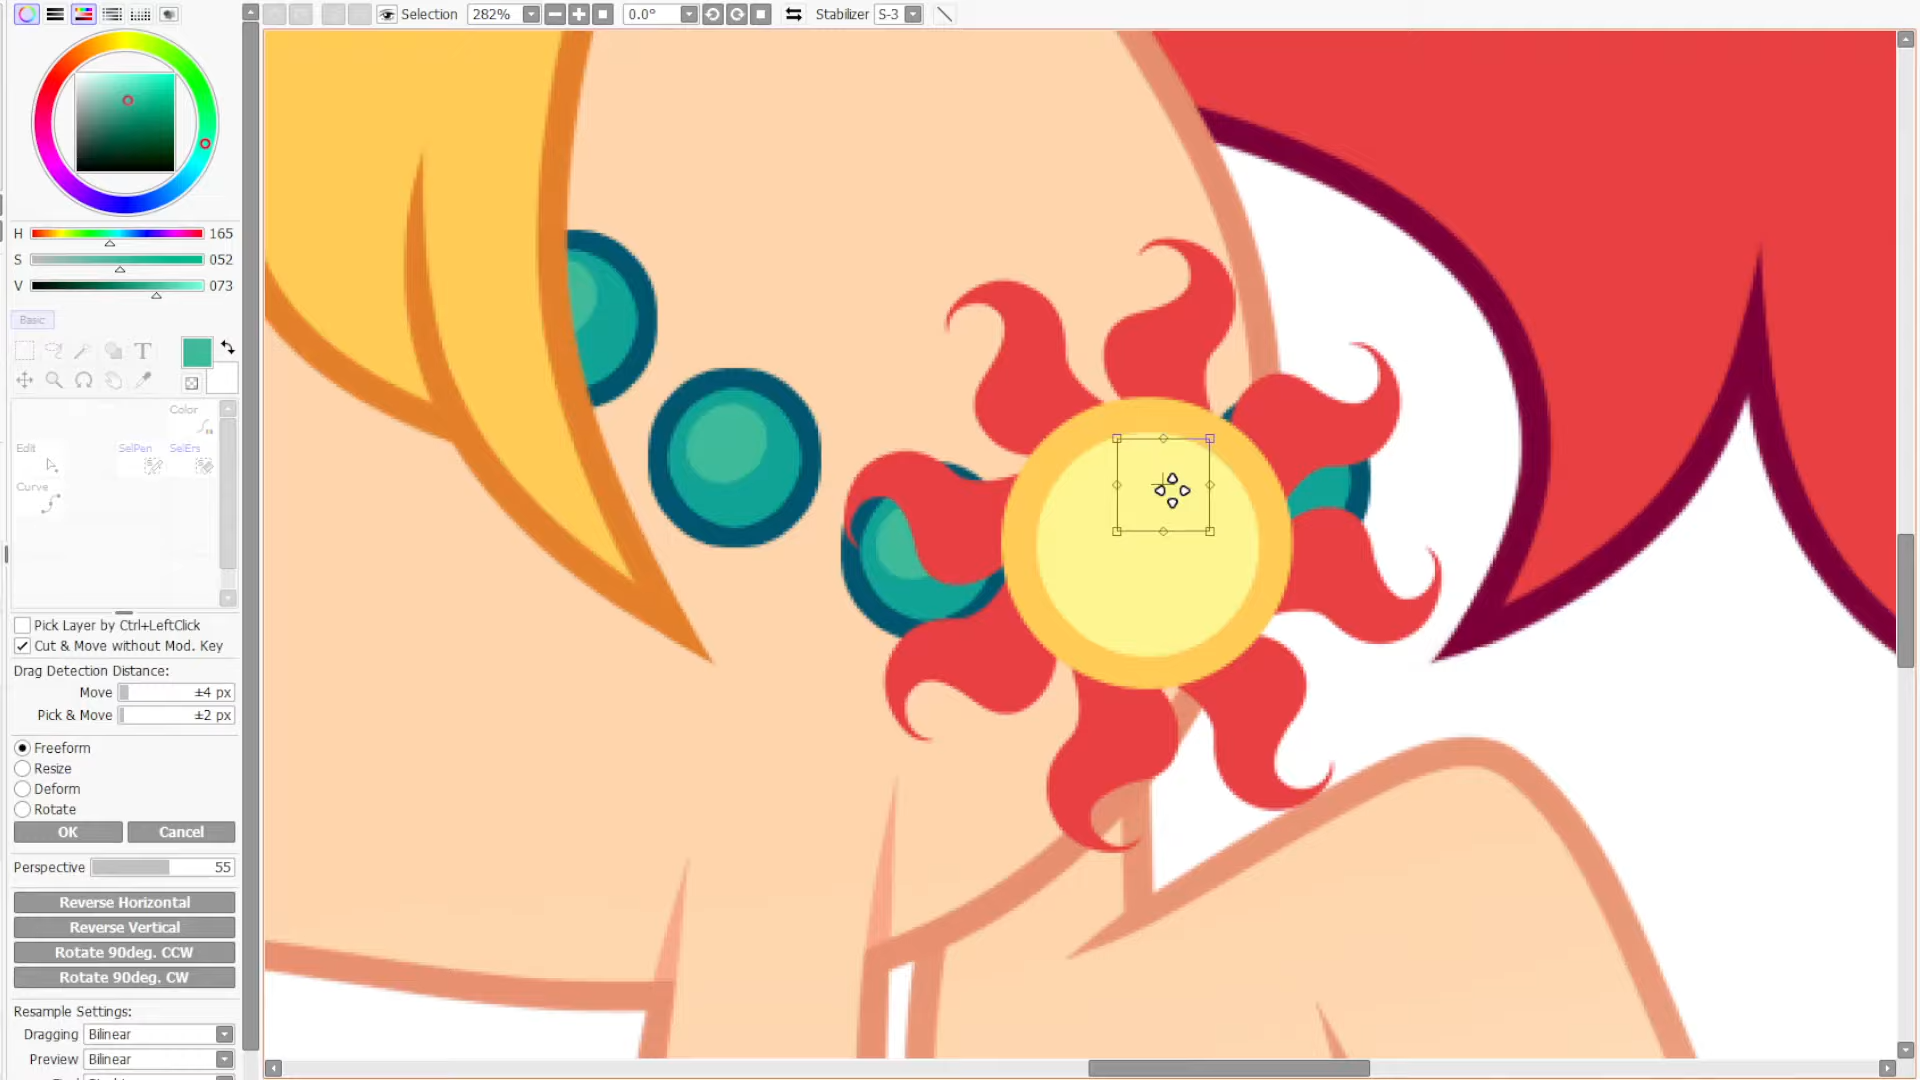 Selection 282% 0.0° Stabilizer S-3
H 165
S 052
V 073
Basic
T
Color
Edit SelPen SelErs
Curve
Pick Layer by Ctrl+LeftClick
Cut & Move without Mod. Key
Drag Detection Distance:
Move ±4 px
Pick & Move ±2 px
Freeform
Resize
Deform
Rotate
OK Cancel
Perspective 55
Reverse Horizontal
Reverse Vertical
Rotate 90deg. CCW
Rotate 90deg. CW
Resample Settings:
Dragging Bilinear
Preview Bilinear